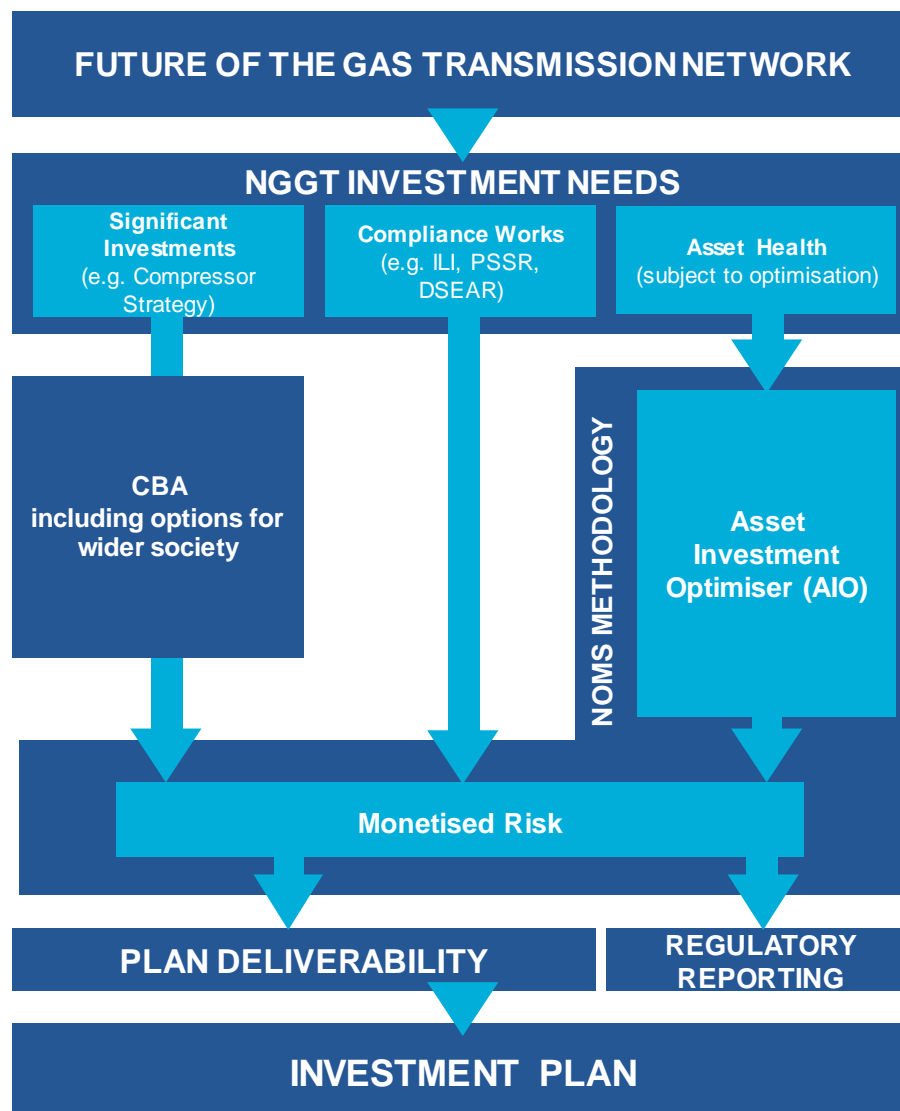 FUTURE OF THE GAS TRANSMISSION NETWORK
NGGT INVESTMENT NEEDS
Significant
Investments
(e.g. Compressor
Strategy)
Compliance Works
(e.g. ILI, PSSR,
DSEAR)
Asset Health
(subject to optimisation)
CBA
including options for
wider society
NOMS METHODOLOGY
Asset
Investment
Optimiser (AIO)
Monetised Risk
PLAN DELIVERABILITY
REGULATORY
REPORTING
INVESTMENT PLAN